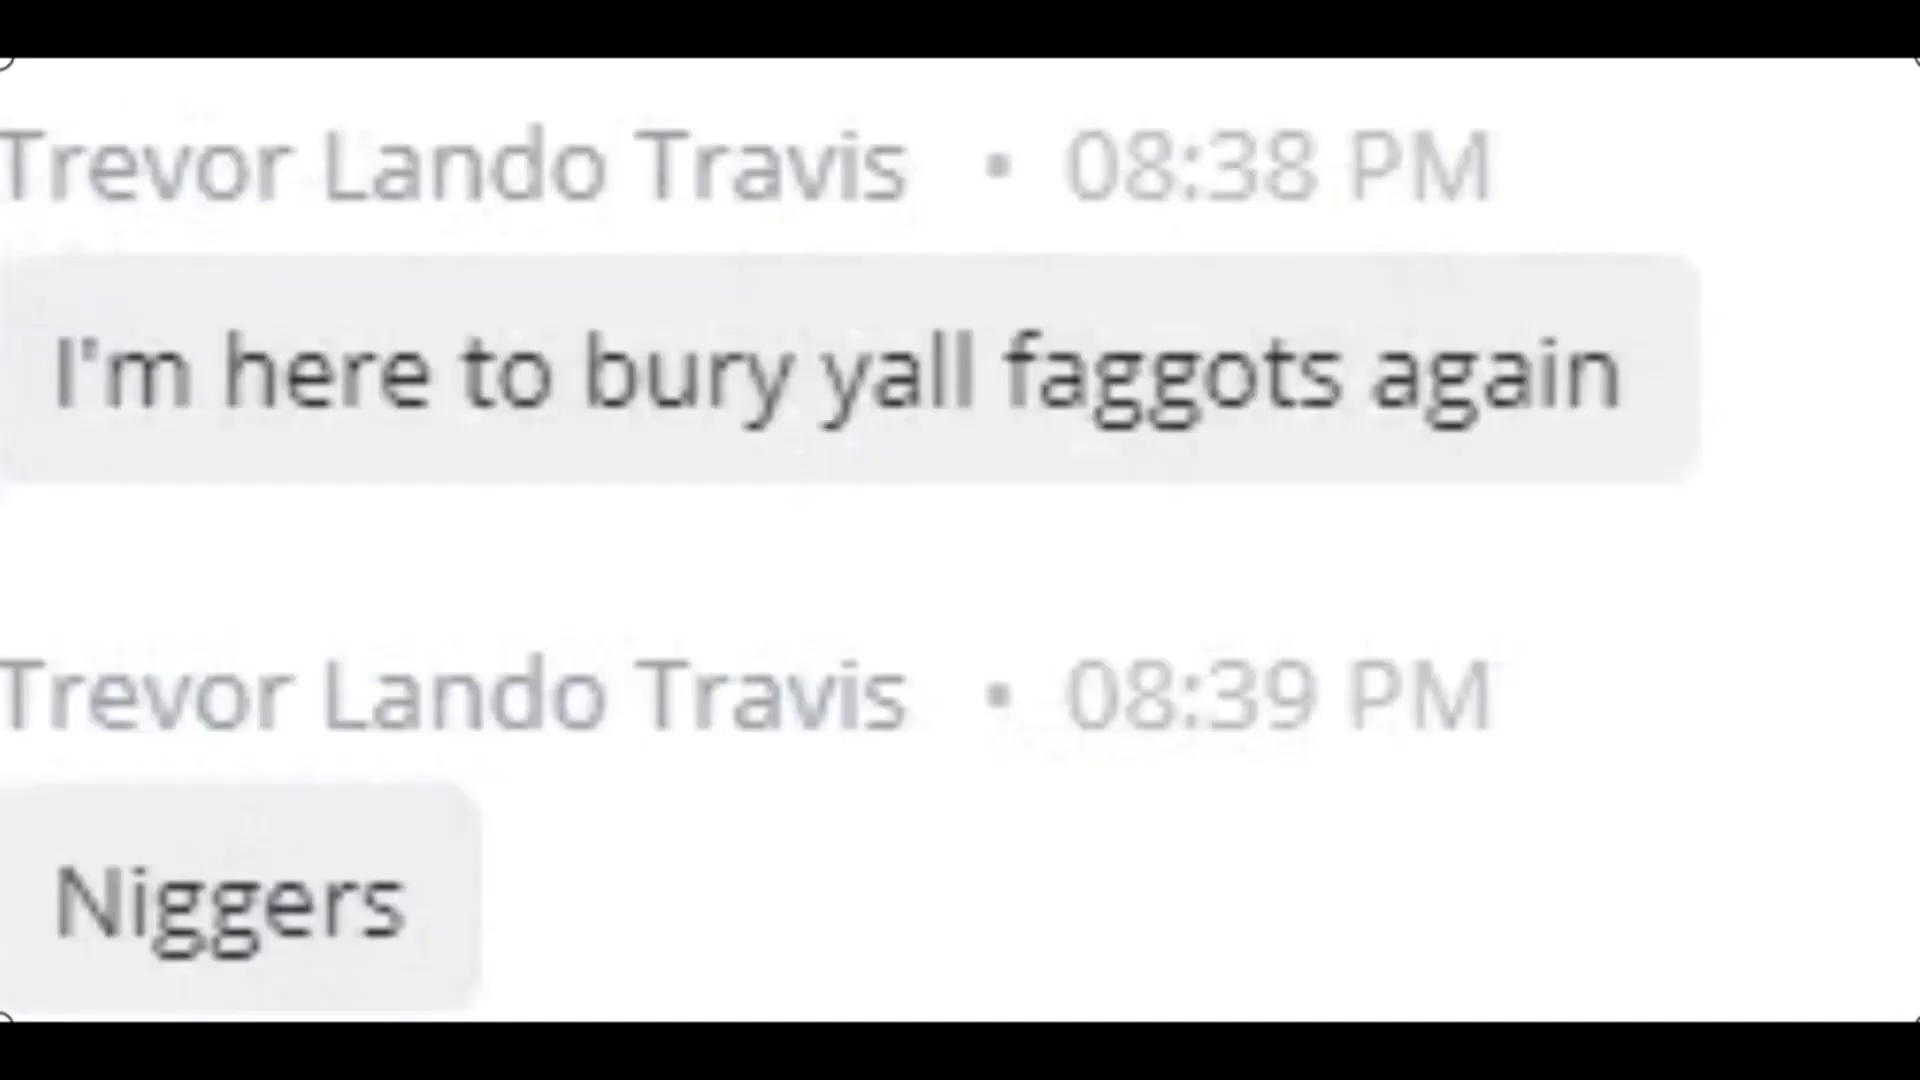 Trevor Lando Travis • 08:38 PM
I'm here to bury yall faggots again
Trevor Lando Travis • 08:39 PM
Niggers